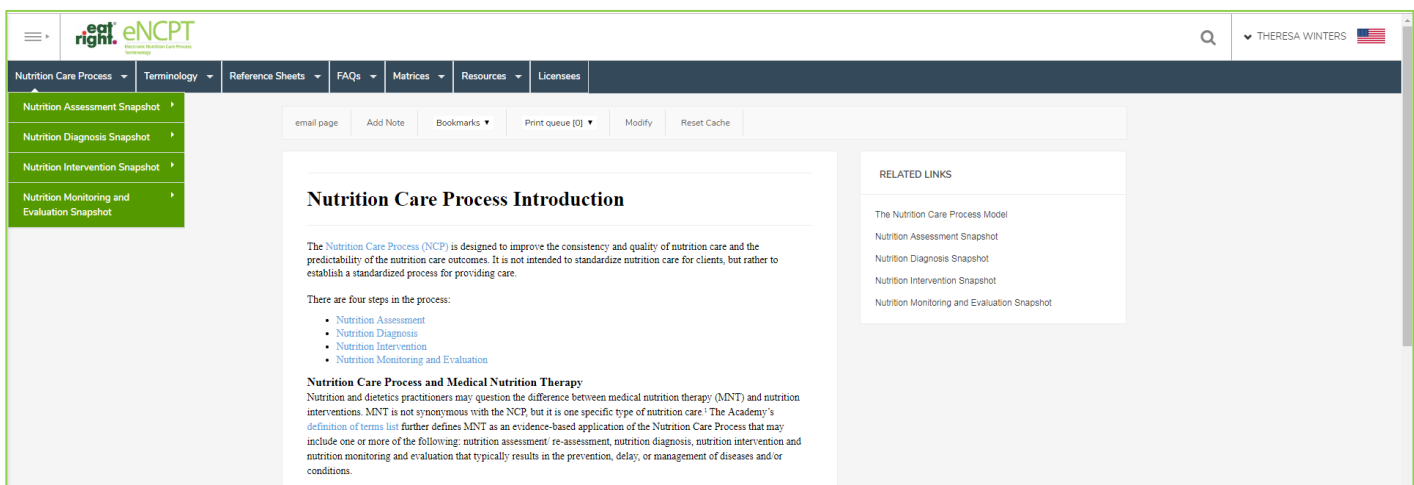 eat
right. eNCPT
Electronic Nutrition Care Process
Terminology
THERESA WINTERS
Nutrition Care Process Terminology Reference Sheets FAQs Matrices Resources Licensees
Nutrition Assessment Snapshot
Nutrition Diagnosis Snapshot
Nutrition Intervention Snapshot
Nutrition Monitoring and
Evaluation Snapshot
email page Add Note Bookmarks ▼ Print queue [0] ▼ Modify Reset Cache
Nutrition Care Process Introduction
The Nutrition Care Process (NCP) is designed to improve the consistency and quality of nutrition care and the
predictability of the nutrition care outcomes. It is not intended to standardize nutrition care for clients, but rather to
establish a standardized process for providing care.
There are four steps in the process:
• Nutrition Assessment
• Nutrition Diagnosis
• Nutrition Intervention
• Nutrition Monitoring and Evaluation
Nutrition Care Process and Medical Nutrition Therapy
Nutrition and dietetics practitioners may question the difference between medical nutrition therapy (MNT) and nutrition
interventions. MNT is not synonymous with the NCP, but it is one specific type of nutrition care.¹ The Academy's
definition of terms list further defines MNT as an evidence-based application of the Nutrition Care Process that may
include one or more of the following: nutrition assessment/ re-assessment, nutrition diagnosis, nutrition intervention and
nutrition monitoring and evaluation that typically results in the prevention, delay, or management of diseases and/or
conditions.
RELATED LINKS
The Nutrition Care Process Model
Nutrition Assessment Snapshot
Nutrition Diagnosis Snapshot
Nutrition Intervention Snapshot
Nutrition Monitoring and Evaluation Snapshot